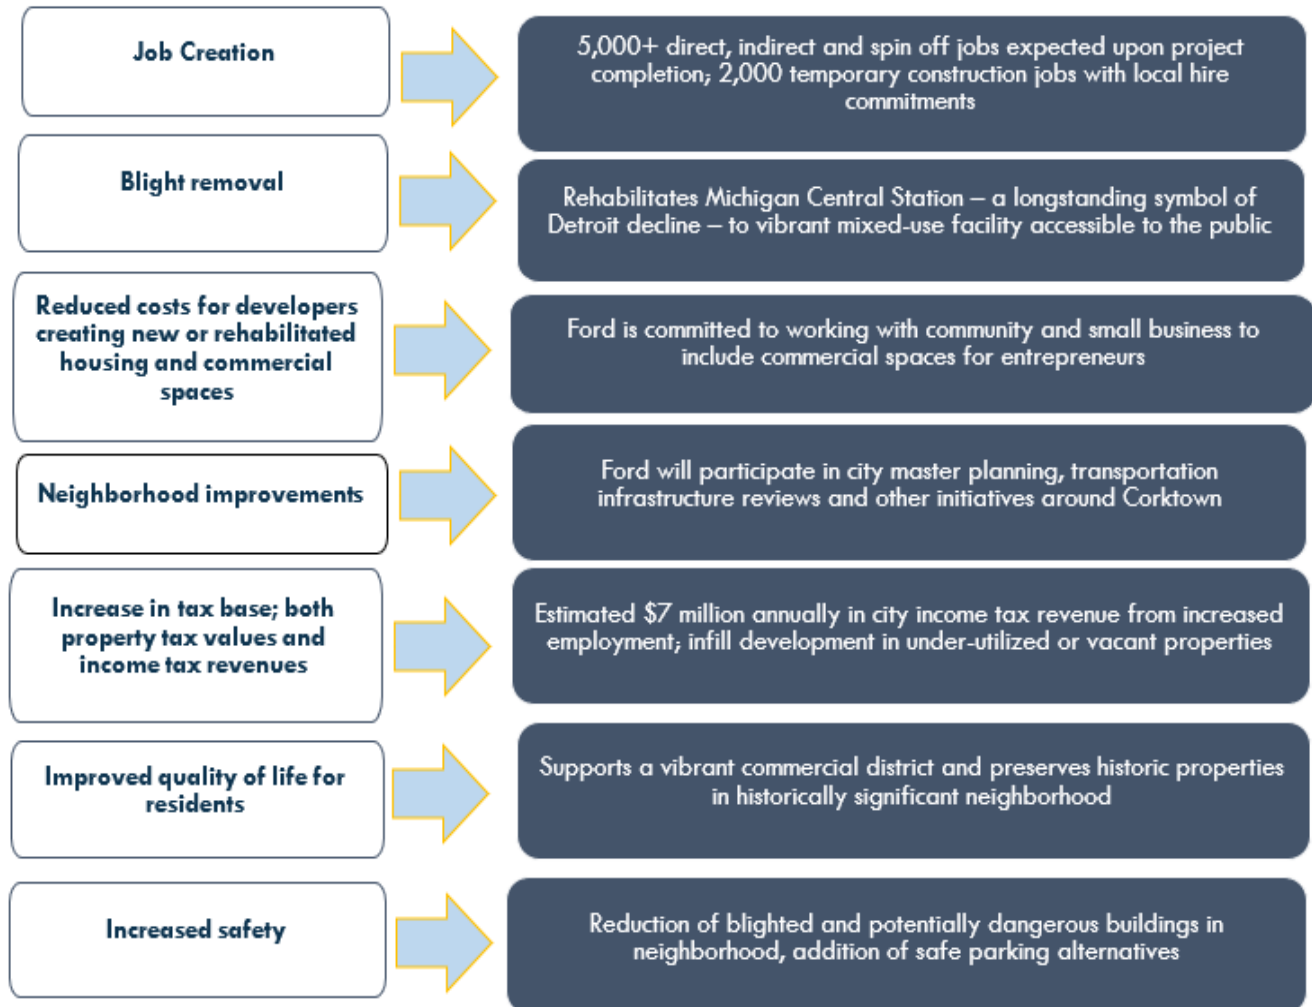 Job Creation
5,000+ direct, indirect and spin off jobs expected upon project
completion; 2,000 temporary construction jobs with local hire
commitments
Blight removal
Rehabilitates Michigan Central Station – a longstanding symbol of
Detroit decline – to vibrant mixed-use facility accessible to the public
Reduced costs for developers
creating new or rehabilitated
housing and commercial
spaces
Ford is committed to working with community and small business to
include commercial spaces for entrepreneurs
Neighborhood improvements
Ford will participate in city master planning, transportation
infrastructure reviews and other initiatives around Corktown
Increase in tax base; both
property tax values and
income tax revenues
Estimated $7 million annually in city income tax revenue from increased
employment; infill development in under-utilized or vacant properties
Improved quality of life for
residents
Supports a vibrant commercial district and preserves historic properties
in historically significant neighborhood
Increased safety
Reduction of blighted and potentially dangerous buildings in
neighborhood, addition of safe parking alternatives